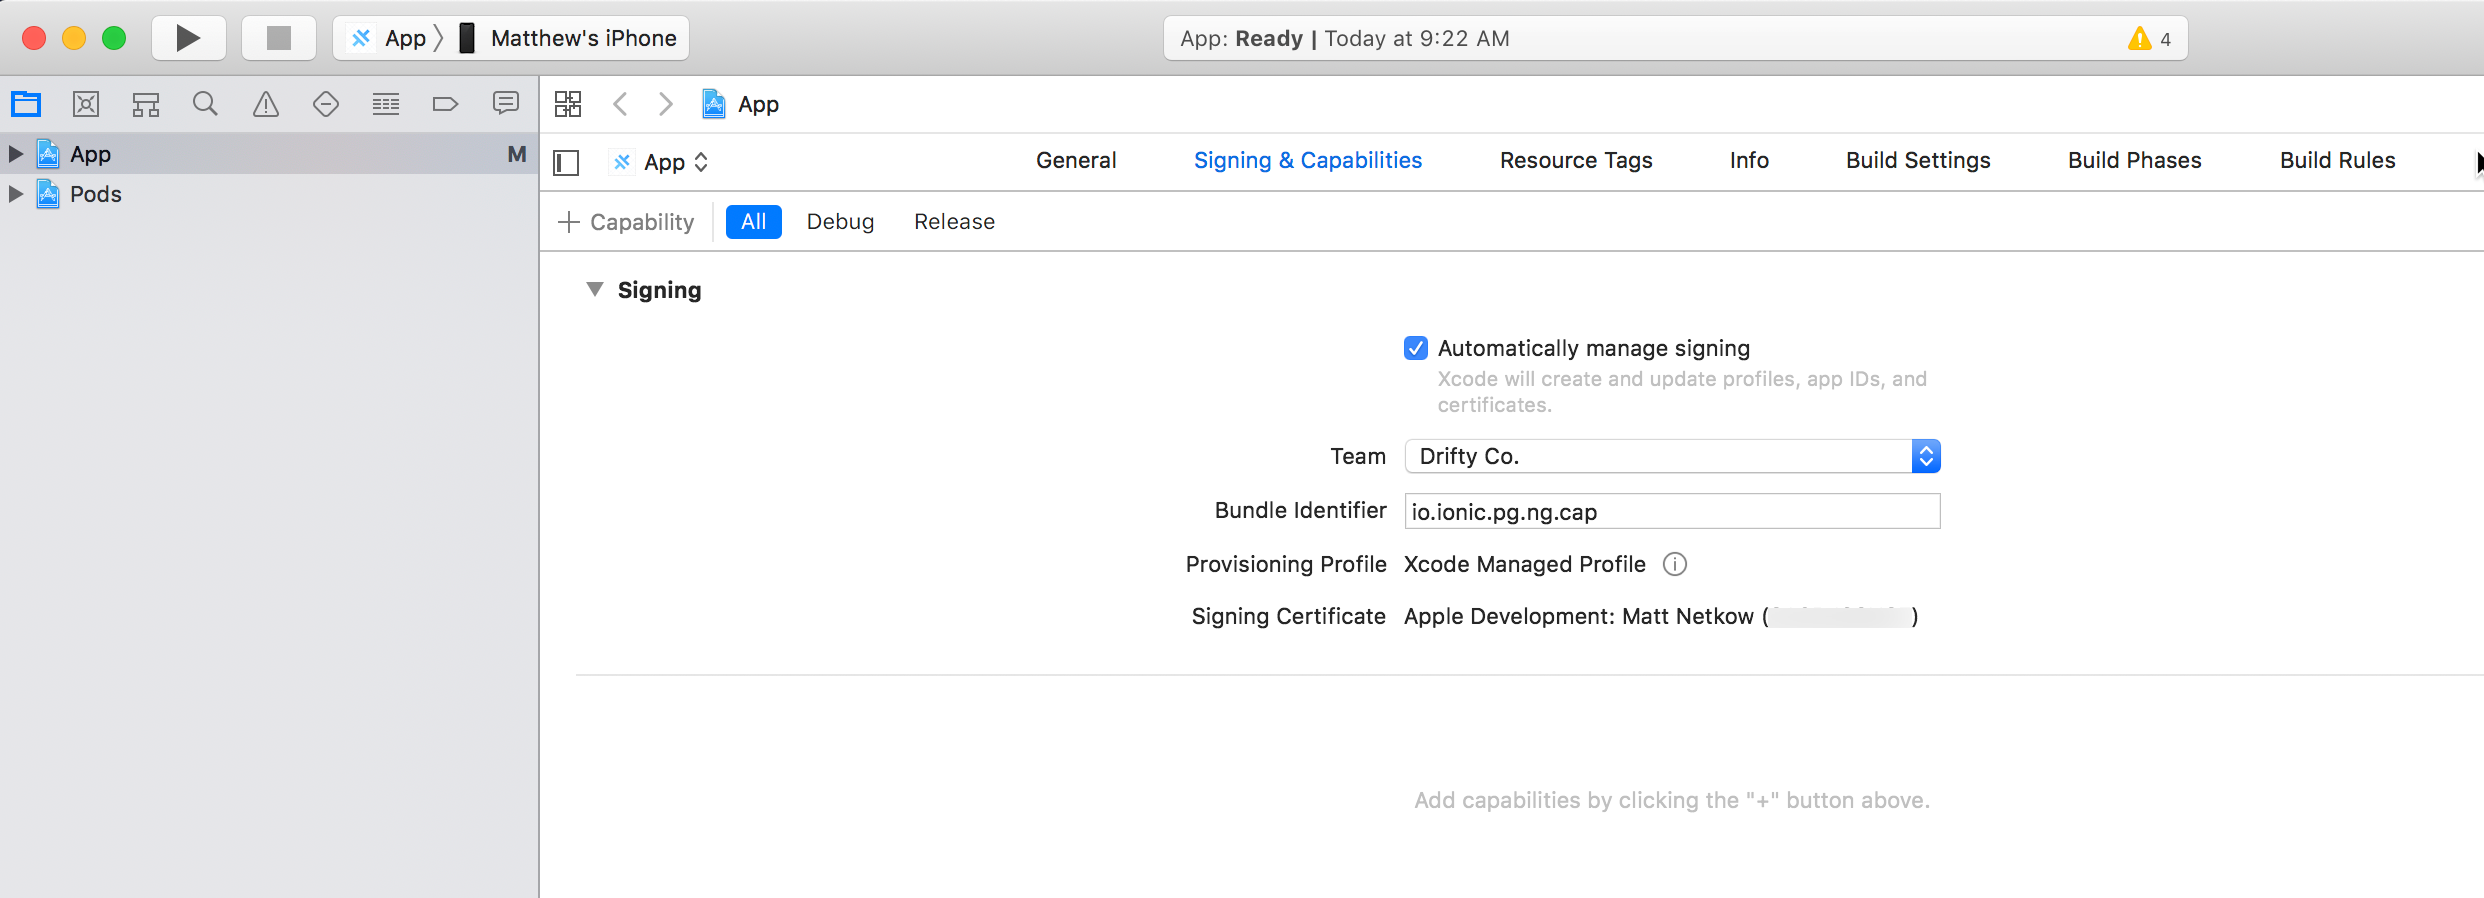 App 〉 Matthew's iPhone
App: Ready | Today at 9:22 AM
4
App
App M
Pods
App
General
Signing & Capabilities
Resource Tags
Info
Build Settings
Build Phases
Build Rules
+ Capability
All
Debug
Release
Signing
Automatically manage signing
Xcode will create and update profiles, app IDs, and
certificates.
Team Drifty Co.
Bundle Identifier io.ionic.pg.ng.cap
Provisioning Profile Xcode Managed Profile
Signing Certificate Apple Development: Matt Netkow ( )
Add capabilities by clicking the "+" button above.